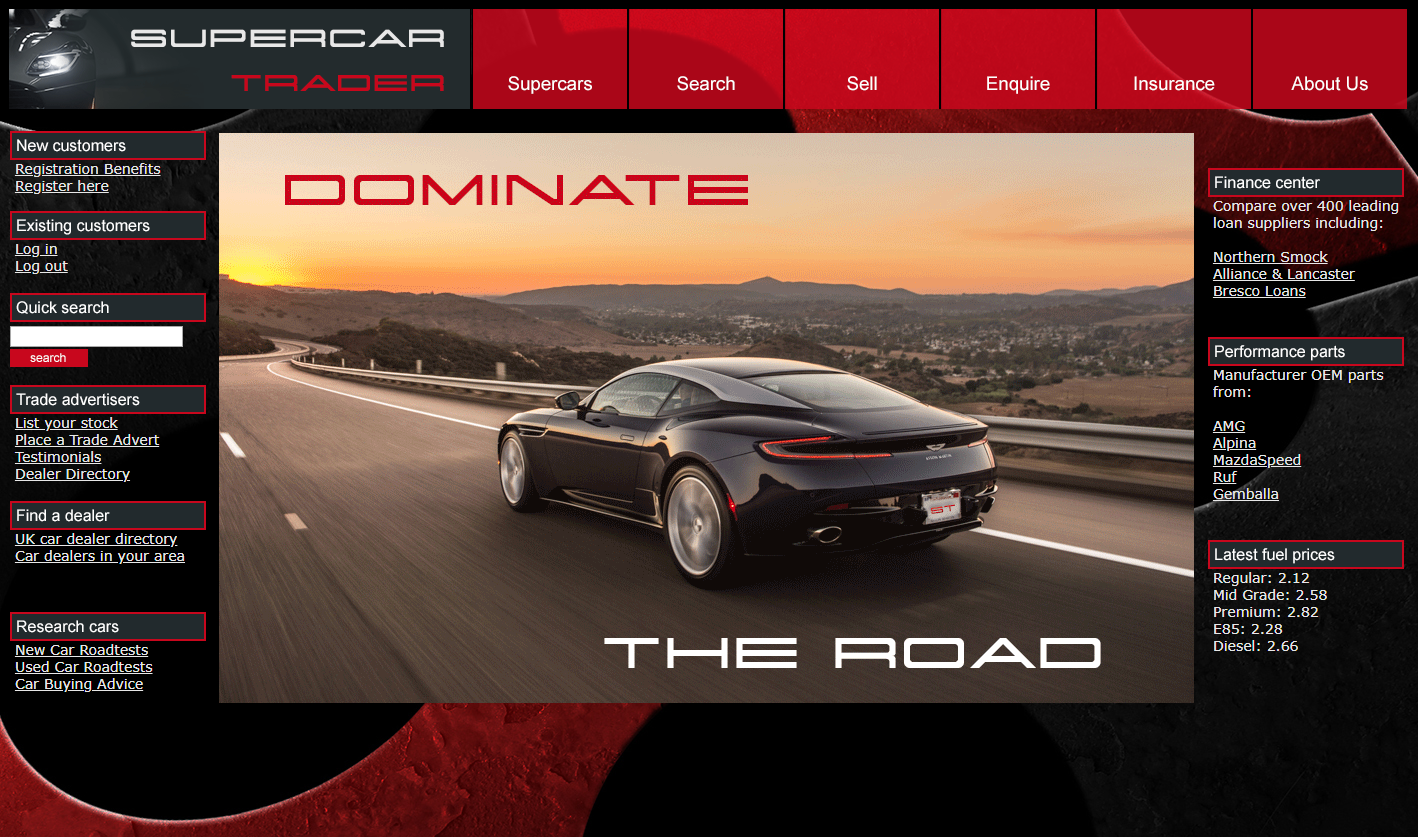 SUPERCAR
TRADER
Supercars
Search
Sell
Enquire
Insurance
About Us
New customers
Registration Benefits
Register here
Existing customers
Log in
Log out
Quick search
search
Trade advertisers
List your stock
Place a Trade Advert
Testimonials
Dealer Directory
Find a dealer
UK car dealer directory
Car dealers in your area
Research cars
New Car Roadtests
Used Car Roadtests
Car Buying Advice
DOMINATE
ASTON MARTIN
ST
THE ROAD
Finance center
Compare over 400 leading
loan suppliers including:
Northern Smock
Alliance & Lancaster
Bresco Loans
Performance parts
Manufacturer OEM parts
from:
AMG
Alpina
MazdaSpeed
Ruf
Gemballa
Latest fuel prices
Regular: 2.12
Mid Grade: 2.58
Premium: 2.82
E85: 2.28
Diesel: 2.66